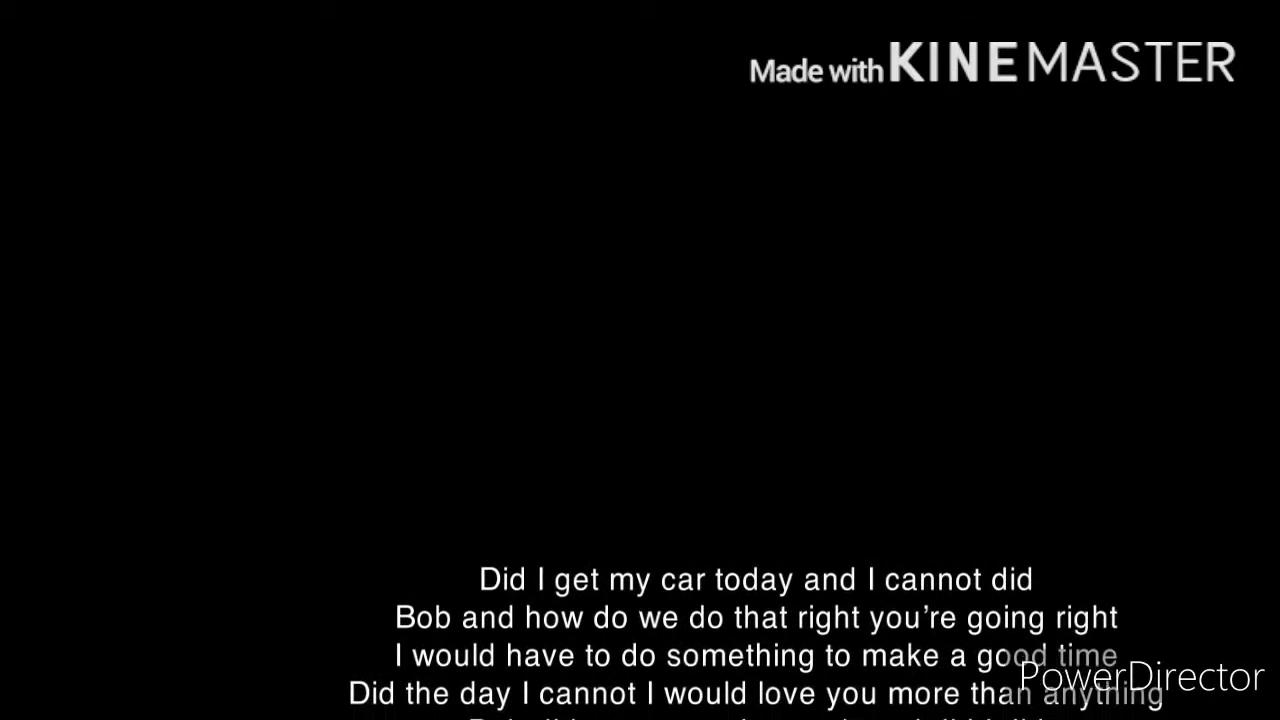 Made with KINEMASTER
Did I get my car today and I cannot did
Bob and how do we do that right you’re going right
I would have to do something to make a good time
PowerDirector
Did the day I cannot I would love you more than anything